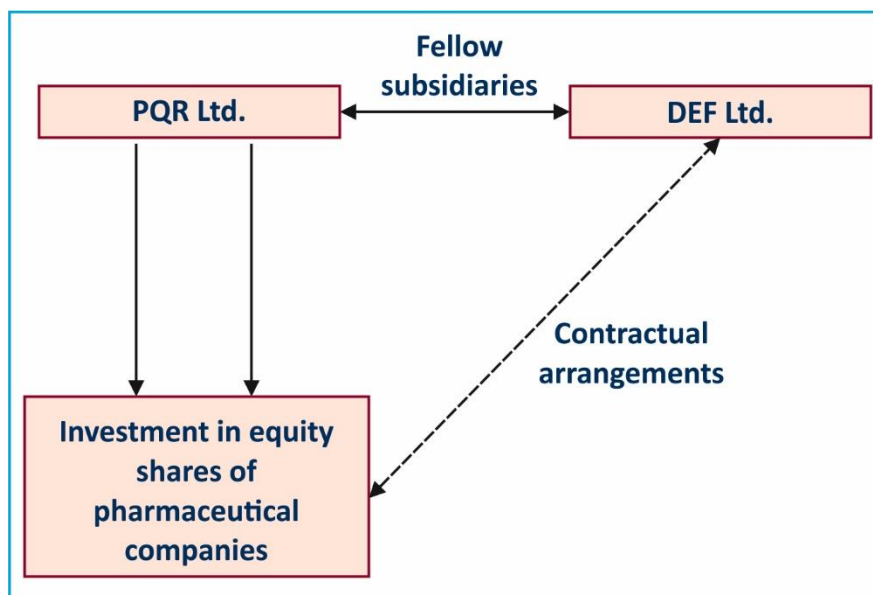 Fellow
subsidiaries
PQR Ltd.
DEF Ltd.
Contractual
arrangements
Investment in equity
shares of
pharmaceutical
companies